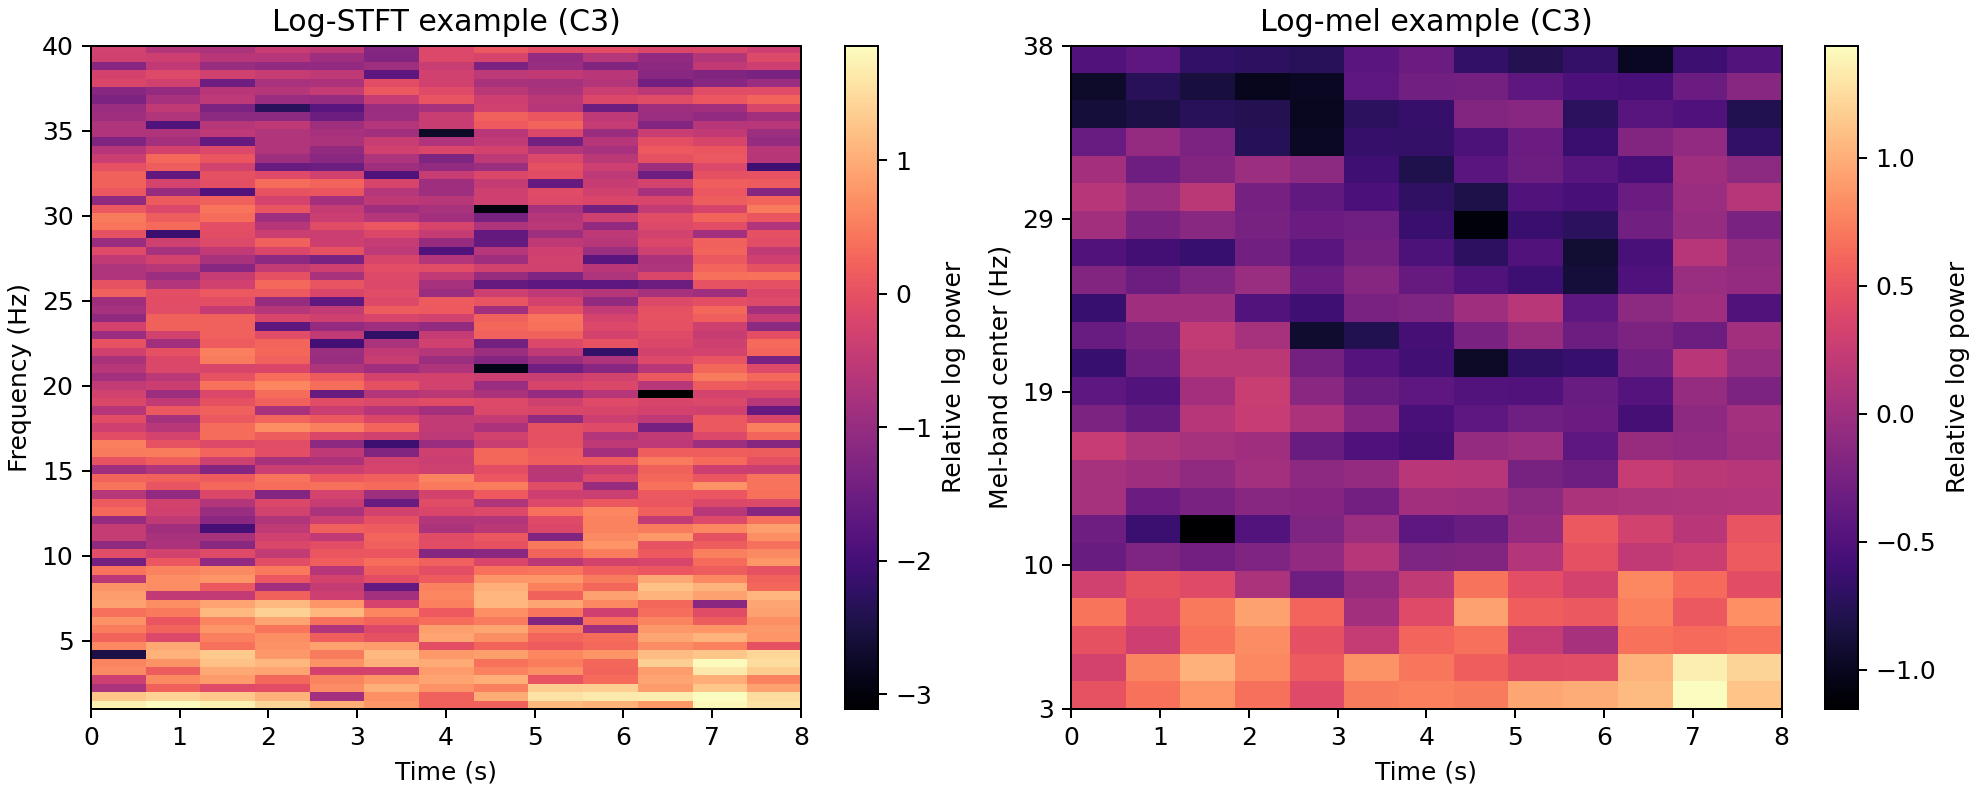 Log-STFT example (C3)
40
35
30
25
20
15
10
5
Frequency (Hz)
0 1 2 3 4 5 6 7 8
Time (s)
1
0
−1
−2
−3
Relative log power
Log-mel example (C3)
38
29
19
10
3
Mel-band center (Hz)
0 1 2 3 4 5 6 7 8
Time (s)
1.0
0.5
0.0
−0.5
−1.0
Relative log power